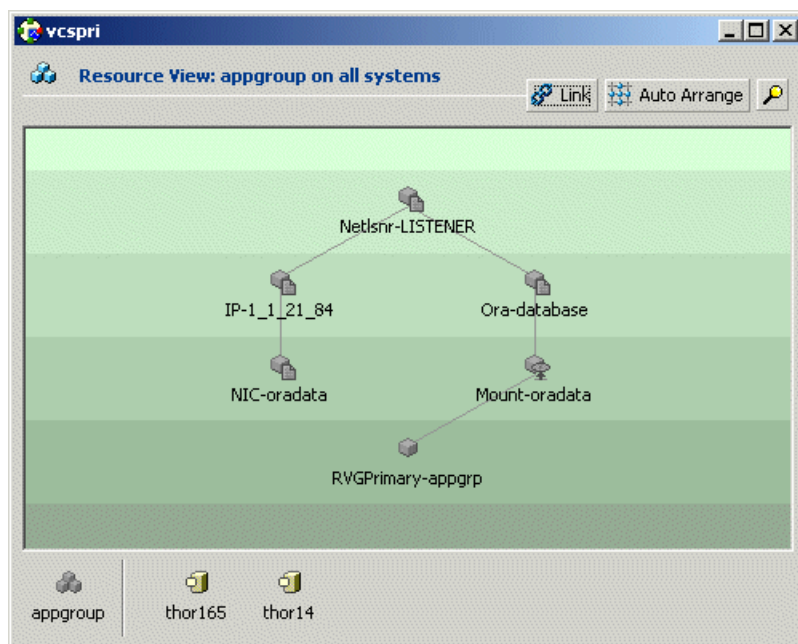 vcspri
Resource View: appgroup on all systems
Link
Auto Arrange
Netlsnr-LISTENER
IP-1_1_21_84
Ora-database
NIC-oradata
Mount-oradata
RVGPrimary-appgrp
appgroup
thor165
thor14